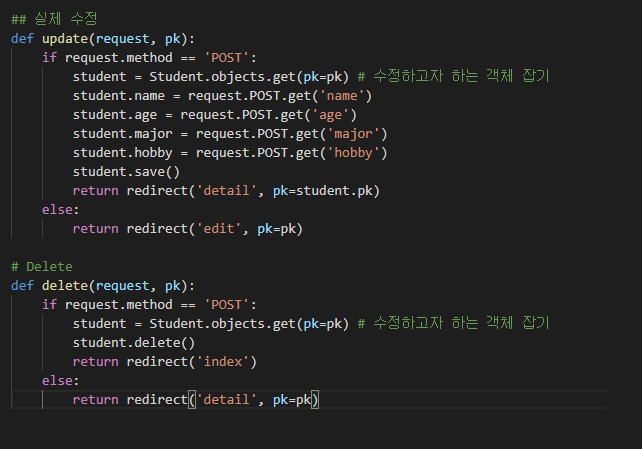 ## 실제 수정
def update(request, pk):
    if request.method == 'POST':
        student = Student.objects.get(pk=pk) # 수정하고자 하는 객체 잡기
        student.name = request.POST.get('name')
        student.age = request.POST.get('age')
        student.major = request.POST.get('major')
        student.hobby = request.POST.get('hobby')
        student.save()
        return redirect('detail', pk=student.pk)
    else:
        return redirect('edit', pk=pk)

# Delete
def delete(request, pk):
    if request.method == 'POST':
        student = Student.objects.get(pk=pk) # 수정하고자 하는 객체 잡기
        student.delete()
        return redirect('index')
    else:
        return redirect('detail', pk=pk)